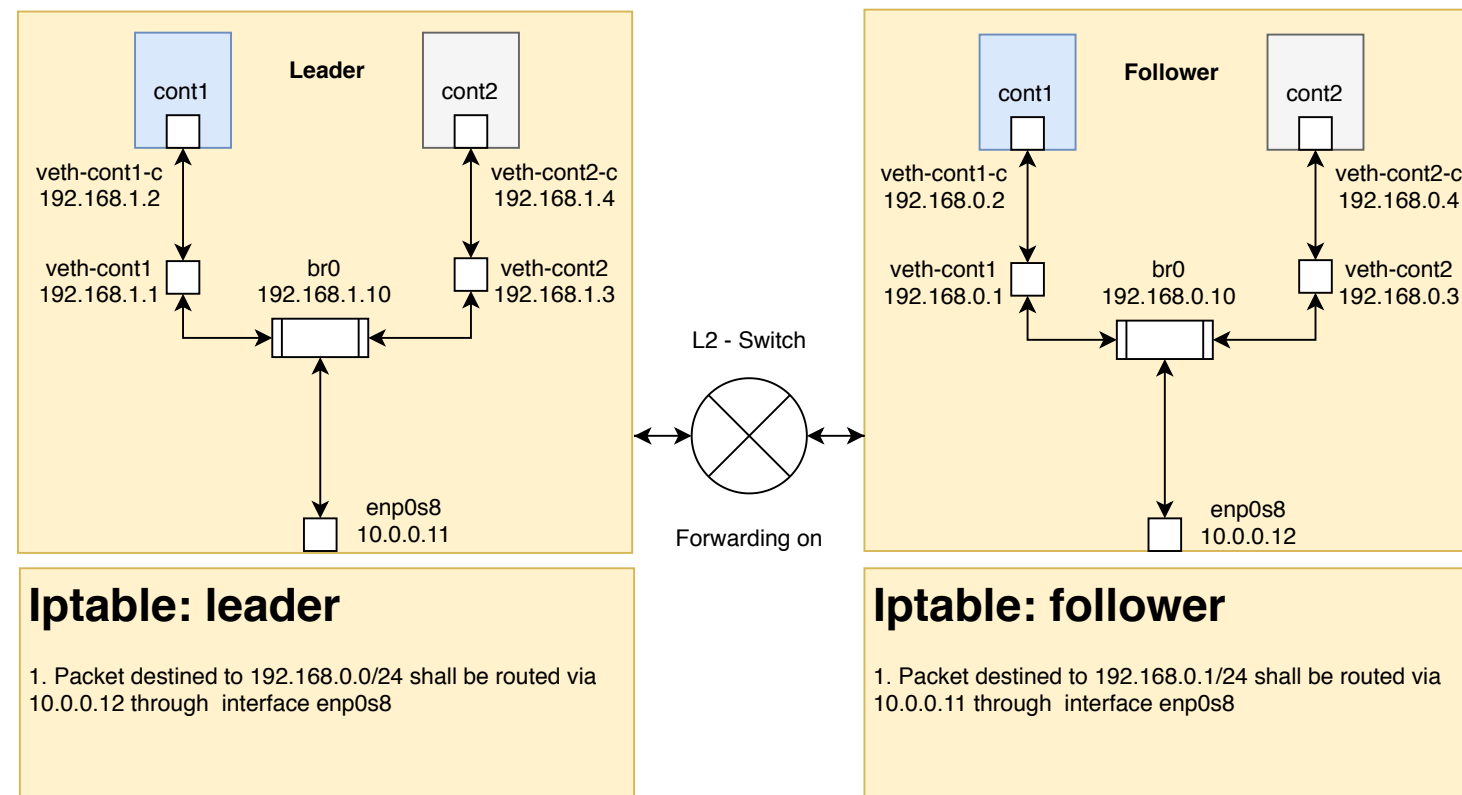 Leader
cont1
cont2
veth-cont1-c
192.168.1.2
veth-cont2-c
192.168.1.4
veth-cont1
192.168.1.1
br0
192.168.1.10
veth-cont2
192.168.1.3
enp0s8
10.0.0.11
L2 - Switch
Forwarding on
Follower
cont1
cont2
veth-cont1-c
192.168.0.2
veth-cont2-c
192.168.0.4
veth-cont1
192.168.0.1
br0
192.168.0.10
veth-cont2
192.168.0.3
enp0s8
10.0.0.12
Iptable: leader
1. Packet destined to 192.168.0.0/24 shall be routed via
10.0.0.12 through interface enp0s8
Iptable: follower
1. Packet destined to 192.168.0.1/24 shall be routed via
10.0.0.11 through interface enp0s8